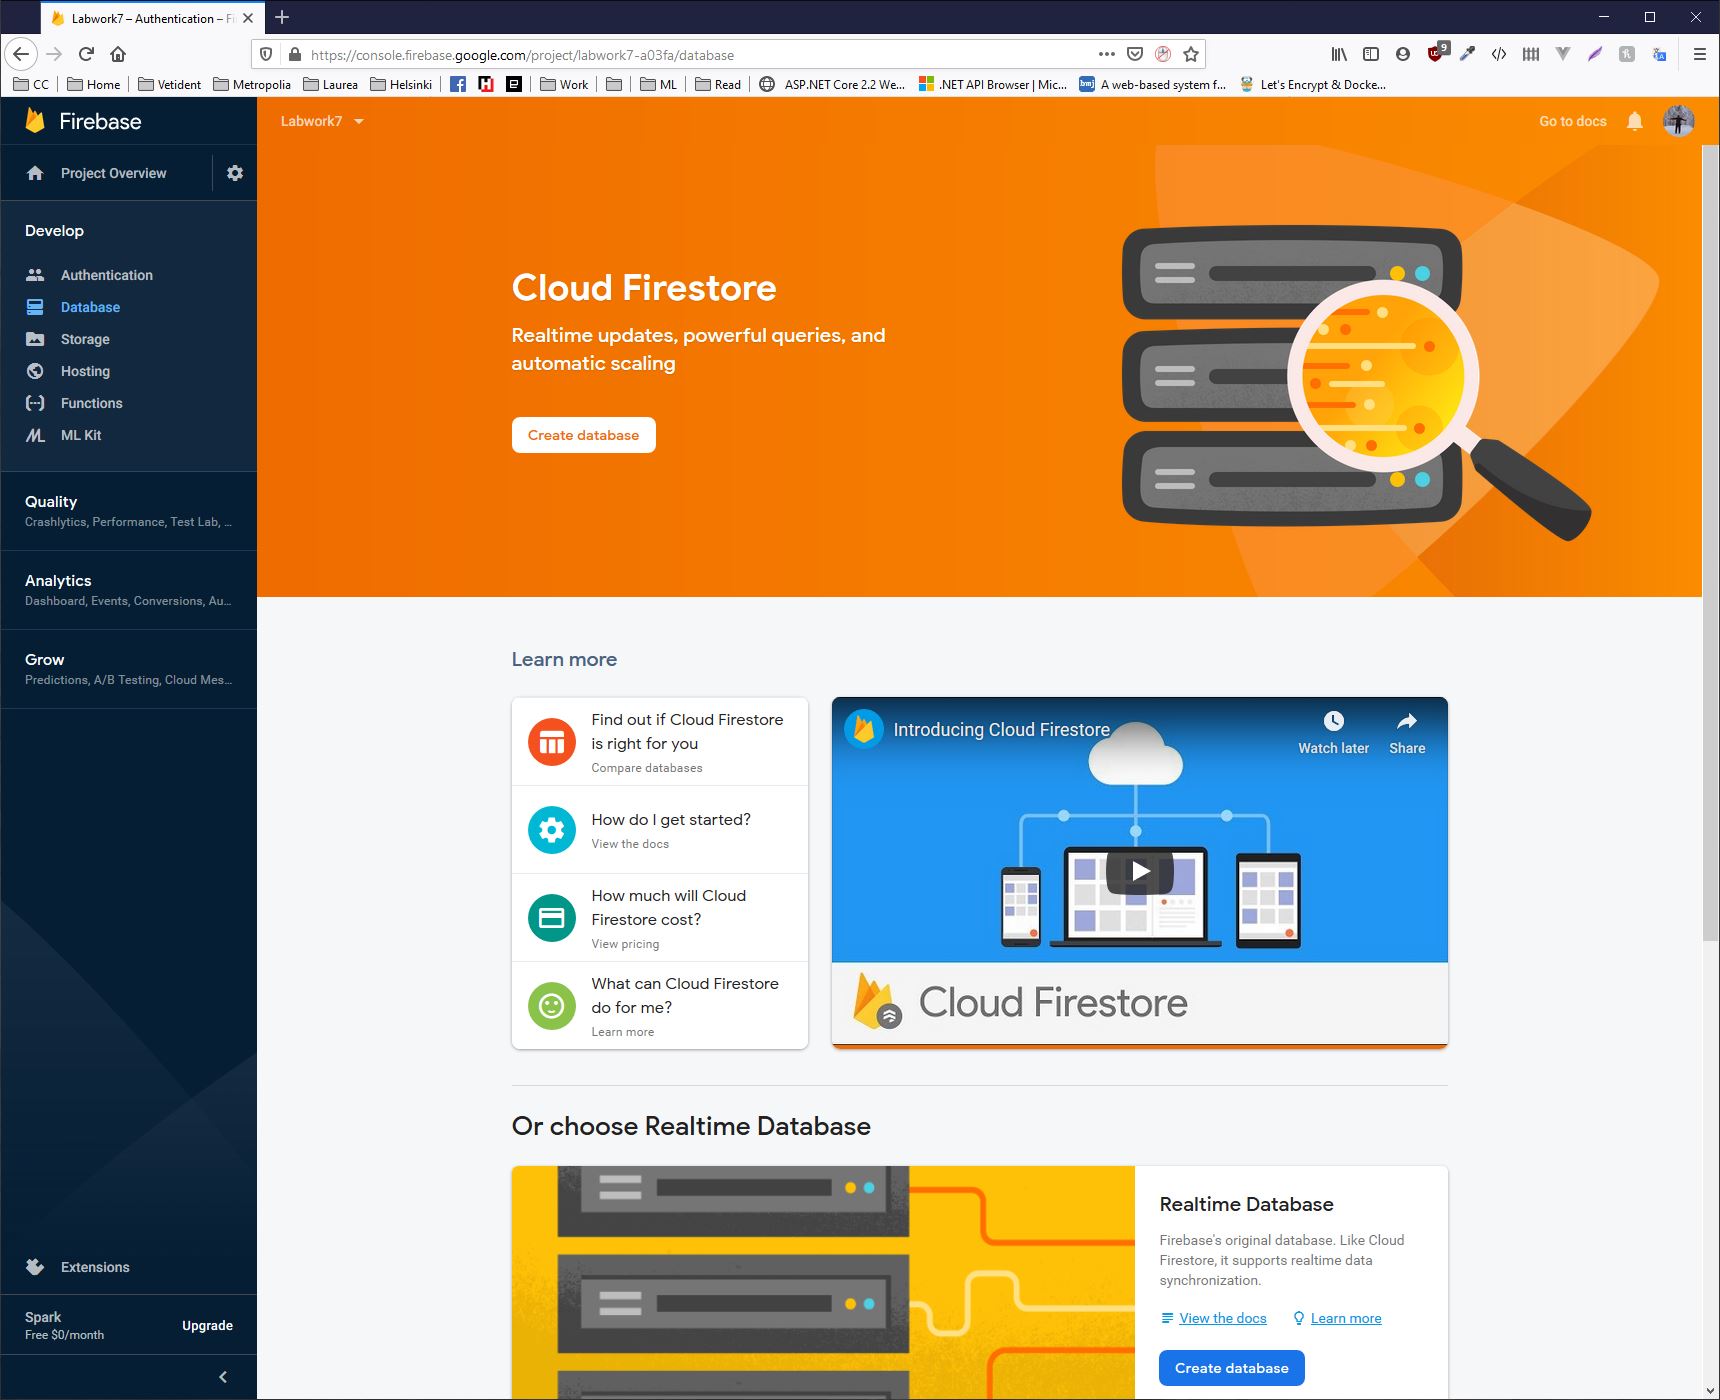 Labwork7 – Authentication – Fi
https://console.firebase.google.com/project/labwork7-a03fa/database
9
CC
Home
Vetident
Metropolia
Laurea
Helsinki
Work
ML
Read
ASP.NET Core 2.2 We...
.NET API Browser | Mic...
bmj
A web-based system f...
Let's Encrypt & Docke...
Firebase
Labwork7
Go to docs
Project Overview
Develop
Authentication
Database
Storage
Hosting
Functions
ML Kit
Quality
Crashlytics, Performance, Test Lab, ...
Analytics
Dashboard, Events, Conversions, Au...
Grow
Predictions, A/B Testing, Cloud Mes...
Extensions
Spark
Free $0/month
Upgrade
Cloud Firestore
Realtime updates, powerful queries, and
automatic scaling
Create database
Learn more
Find out if Cloud Firestore
is right for you
Compare databases
How do I get started?
View the docs
How much will Cloud
Firestore cost?
View pricing
What can Cloud Firestore
do for me?
Learn more
Introducing Cloud Firestore
Watch later
Share
Cloud Firestore
Or choose Realtime Database
Realtime Database
Firebase's original database. Like Cloud
Firestore, it supports realtime data
synchronization.
View the docs
Learn more
Create database